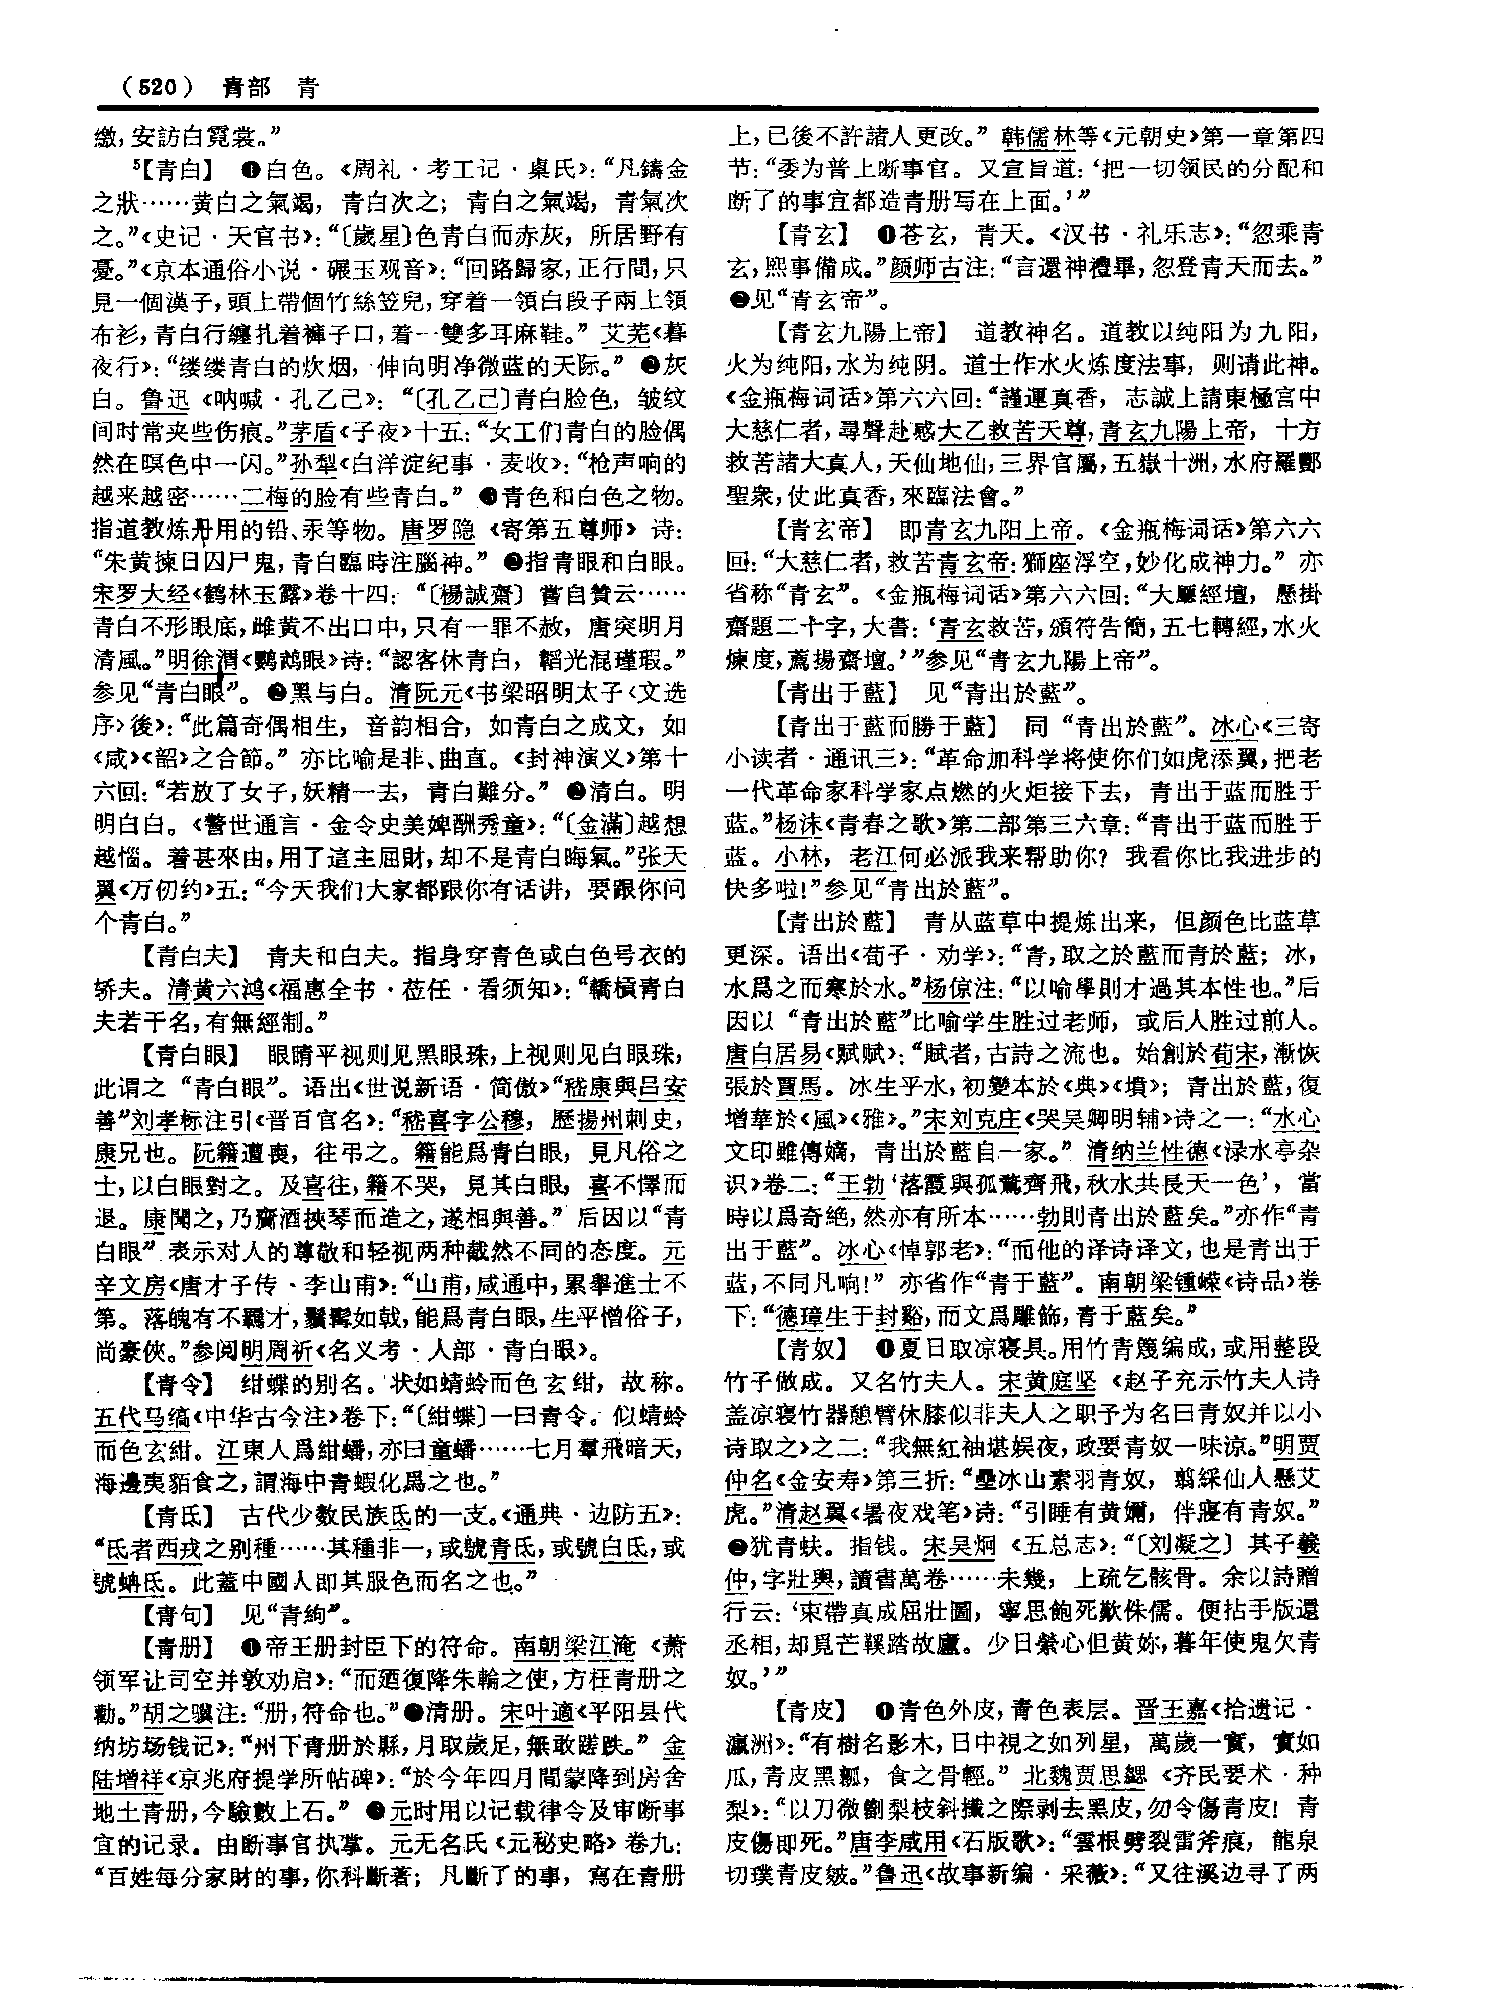 （520） 青部 青
缴，安訪白霓裳。”
5【青白】 ❶白色。《周礼·考工记·㮚氏》：“凡鑄金
之狀……黄白之氣竭，青白次之；青白之氣竭，青氣次
之。”《史记·天官书》：“〔歲星〕色青白而赤灰，所居野有
憂。”《京本通俗小说·碾玉观音》：“回路歸家，正行間，只
見一個漢子，頭上帶個竹絲笠兒，穿着一領白段子兩上領
布衫，青白行纏扎着褲子口，着一雙多耳麻鞋。” 艾芜《暮
夜行》：“缕缕青白的炊烟，伸向明净微蓝的天际。” ❷灰
白。鲁迅《呐喊·孔乙己》：“〔孔乙己〕青白脸色，皱纹
间时常夹些伤痕。”茅盾《子夜》十五：“女工们青白的脸偶
然在暝色中一闪。”孙犁《白洋淀纪事·麦收》：“枪声响的
越来越密……二梅的脸有些青白。” ❸青色和白色之物。
指道教炼丹用的铅、汞等物。唐罗隐《寄第五尊师》诗：
“朱黄揀日囚尸鬼，青白臨時注腦神。” ❷指青眼和白眼。
宋罗大经《鹤林玉露》卷十四：“〔楊誠齋〕嘗自贊云……
青白不形眼底，雌黄不出口中，只有一罪不赦，唐突明月
清風。”明徐渭《鹦鹉眼》诗：“認客休青白，韜光混瑾瑕。”
参见“青白眼”。 ❷黑与白。清阮元《书梁昭明太子〈文选
序〉後》：“此篇奇偶相生，音韵相合，如青白之成文，如
《咸》《韶》之合節。” 亦比喻是非、曲直。《封神演义》第十
六回：“若放了女子，妖精一去，青白難分。” ❷清白。明
明白白。《警世通言·金令史美婢酬秀童》：“〔金滿〕越想
越惱。着甚來由，用了這主屈財，却不是青白晦氣。”张天
翼《万仞约》五：“今天我们大家都跟你有话讲，要跟你问
个青白。”
【青白夫】 青夫和白夫。指身穿青色或白色号衣的
轿夫。清黄六鸿《福惠全书·莅任·看须知》：“轎槓青白
夫若干名，有無經制。”
【青白眼】 眼睛平视则见黑眼珠，上视则见白眼珠，
此谓之“青白眼”。语出《世说新语·简傲》“嵇康與吕安
善”刘孝标注引《晋百官名》：“嵇喜字公穆，歷揚州刺史，
康兄也。阮籍遭喪，往弔之。籍能爲青白眼，見凡俗之
士，以白眼對之。及喜往，籍不哭，見其白眼，喜不懌而
退。康聞之，乃齎酒挾琴而造之，遂相與善。” 后因以“青
白眼”表示对人的尊敬和轻视两种截然不同的态度。元
辛文房《唐才子传·李山甫》：“山甫，咸通中，累舉進士不
第。落魄有不羈才，鬚髯如戟，能爲青白眼，生平憎俗子，
尚豪俠。”参阅明周祈《名义考·人部·青白眼》。
【青令】 绀蝶的别名。状如蜻蛉而色玄绀，故称。
五代马缟《中华古今注》卷下：“〔紺蝶〕一曰青令。似蜻蛉
而色玄紺。江東人爲紺蟠，亦曰童蟠……七月羣飛暗天，
海邊夷貊食之，謂海中青蝦化爲之也。”
【青氐】 古代少数民族氐的一支。《通典·边防五》：
“氐者西戎之别種……其種非一，或號青氐，或號白氐，或
號蚺氐。此蓋中國人即其服色而名之也。”
【青句】 见“青絇”。
【青册】 ❶帝王册封臣下的符命。南朝梁江淹《萧
领军让司空并敦劝启》：“而廼復降朱輪之使，方枉青册之
勸。”胡之骥注：“册，符命也。”❷清册。宋叶適《平阳县代
纳坊场钱记》：“州下青册於縣，月取歲足，無敢蹉跌。” 金
陆增祥《京兆府提学所帖碑》：“於今年四月間蒙降到房舍
地土青册，今驗數上石。” ❸元时用以记载律令及审断事
宜的记录。由断事官执掌。元无名氏《元秘史略》卷九：
“百姓每分家財的事，你科斷著；凡斷了的事，寫在青册
上，已後不許諸人更改。” 韩儒林等《元朝史》第一章第四
节：“委为普上断事官。又宣旨道：‘把一切领民的分配和
断了的事宜都造青册写在上面。’”
【青玄】 ❶苍玄，青天。《汉书·礼乐志》：“忽乘青
玄，熙事備成。”颜师古注：“言還神禮畢，忽登青天而去。”
❷见“青玄帝”。
【青玄九陽上帝】 道教神名。道教以纯阳为九阳，
火为纯阳，水为纯阴。道士作水火炼度法事，则请此神。
《金瓶梅词话》第六六回：“謹運真香，志誠上請東極宫中
大慈仁者，尋聲赴感大乙救苦天尊，青玄九陽上帝，十方
救苦諸大真人，天仙地仙，三界官屬，五嶽十洲，水府羅酆
聖衆，仗此真香，來臨法會。”
【青玄帝】 即青玄九阳上帝。《金瓶梅词话》第六六
回：“大慈仁者，救苦青玄帝：獅座浮空，妙化成神力。” 亦
省称“青玄”。《金瓶梅词话》第六六回：“大廳經壇，懸掛
齋題二十字，大書：‘青玄救苦，頒符告簡，五七轉經，水火
煉度，薦揚齋壇。’”参见“青玄九陽上帝”。
【青出于藍】 见“青出於藍”。
【青出于藍而勝于藍】 同“青出於藍”。冰心《三寄
小读者·通讯三》：“革命加科学将使你们如虎添翼，把老
一代革命家科学家点燃的火炬接下去，青出于蓝而胜于
蓝。”杨沫《青春之歌》第二部第三六章：“青出于蓝而胜于
蓝。小林，老江何必派我来帮助你？我看你比我进步的
快多啦！”参见“青出於藍”。
【青出於藍】 青从蓝草中提炼出来，但颜色比蓝草
更深。语出《荀子·劝学》：“青，取之於藍而青於藍；冰，
水爲之而寒於水。”杨倞注：“以喻學則才過其本性也。”后
因以“青出於藍”比喻学生胜过老师，或后人胜过前人。
唐白居易《赋赋》：“賦者，古詩之流也。始創於荀宋，漸恢
張於賈馬。冰生乎水，初變本於《典》《墳》；青出於藍，復
增華於《風》《雅》。”宋刘克庄《哭吴卿明辅》诗之一：“水心
文印雖傳嫡，青出於藍自一家。” 清纳兰性德《渌水亭杂
识》卷二：“王勃‘落霞與孤鶩齊飛，秋水共長天一色’，當
時以爲奇絶，然亦有所本……勃則青出於藍矣。”亦作“青
出于藍”。冰心《悼郭老》：“而他的译诗译文，也是青出于
蓝，不同凡响！” 亦省作“青于藍”。南朝梁锺嵘《诗品》卷
下：“德璋生于封谿，而文爲雕飾，青于藍矣。”
【青奴】 ❶夏日取凉寝具。用竹青篾编成，或用整段
竹子做成。又名竹夫人。宋黄庭坚《赵子充示竹夫人诗
盖凉寝竹器憩臂休膝似非夫人之职予为名曰青奴并以小
诗取之》之二：“我無紅袖堪娱夜，政要青奴一味涼。”明贾
仲名《金安寿》第三折：“壘冰山素羽青奴，翦綵仙人懸艾
虎。”清赵翼《暑夜戏笔》诗：“引睡有黄嬭，伴寢有青奴。”
❷犹青蚨。指钱。宋吴炯《五总志》：“〔刘凝之〕其子羲
仲，字壯輿，讀書萬卷……未幾，上疏乞骸骨。余以詩贈
行云：‘束帶真成屈壯圖，寧思飽死歎侏儒。便拈手版還
丞相，却覓芒鞵踏故廬。少日縈心但黄妳，暮年使鬼欠青
奴。’”
【青皮】 ❶青色外皮，青色表层。晋王嘉《拾遗记·
瀛洲》：“有樹名影木，日中視之如列星，萬歲一實，實如
瓜，青皮黑瓤，食之骨輕。” 北魏贾思勰《齐民要术·种
梨》：“以刀微劙梨枝斜攕之際剥去黑皮，勿令傷青皮！青
皮傷即死。”唐李咸用《石版歌》：“雲根劈裂雷斧痕，龍泉
切璞青皮皴。”鲁迅《故事新编·采薇》：“又往溪边寻了两